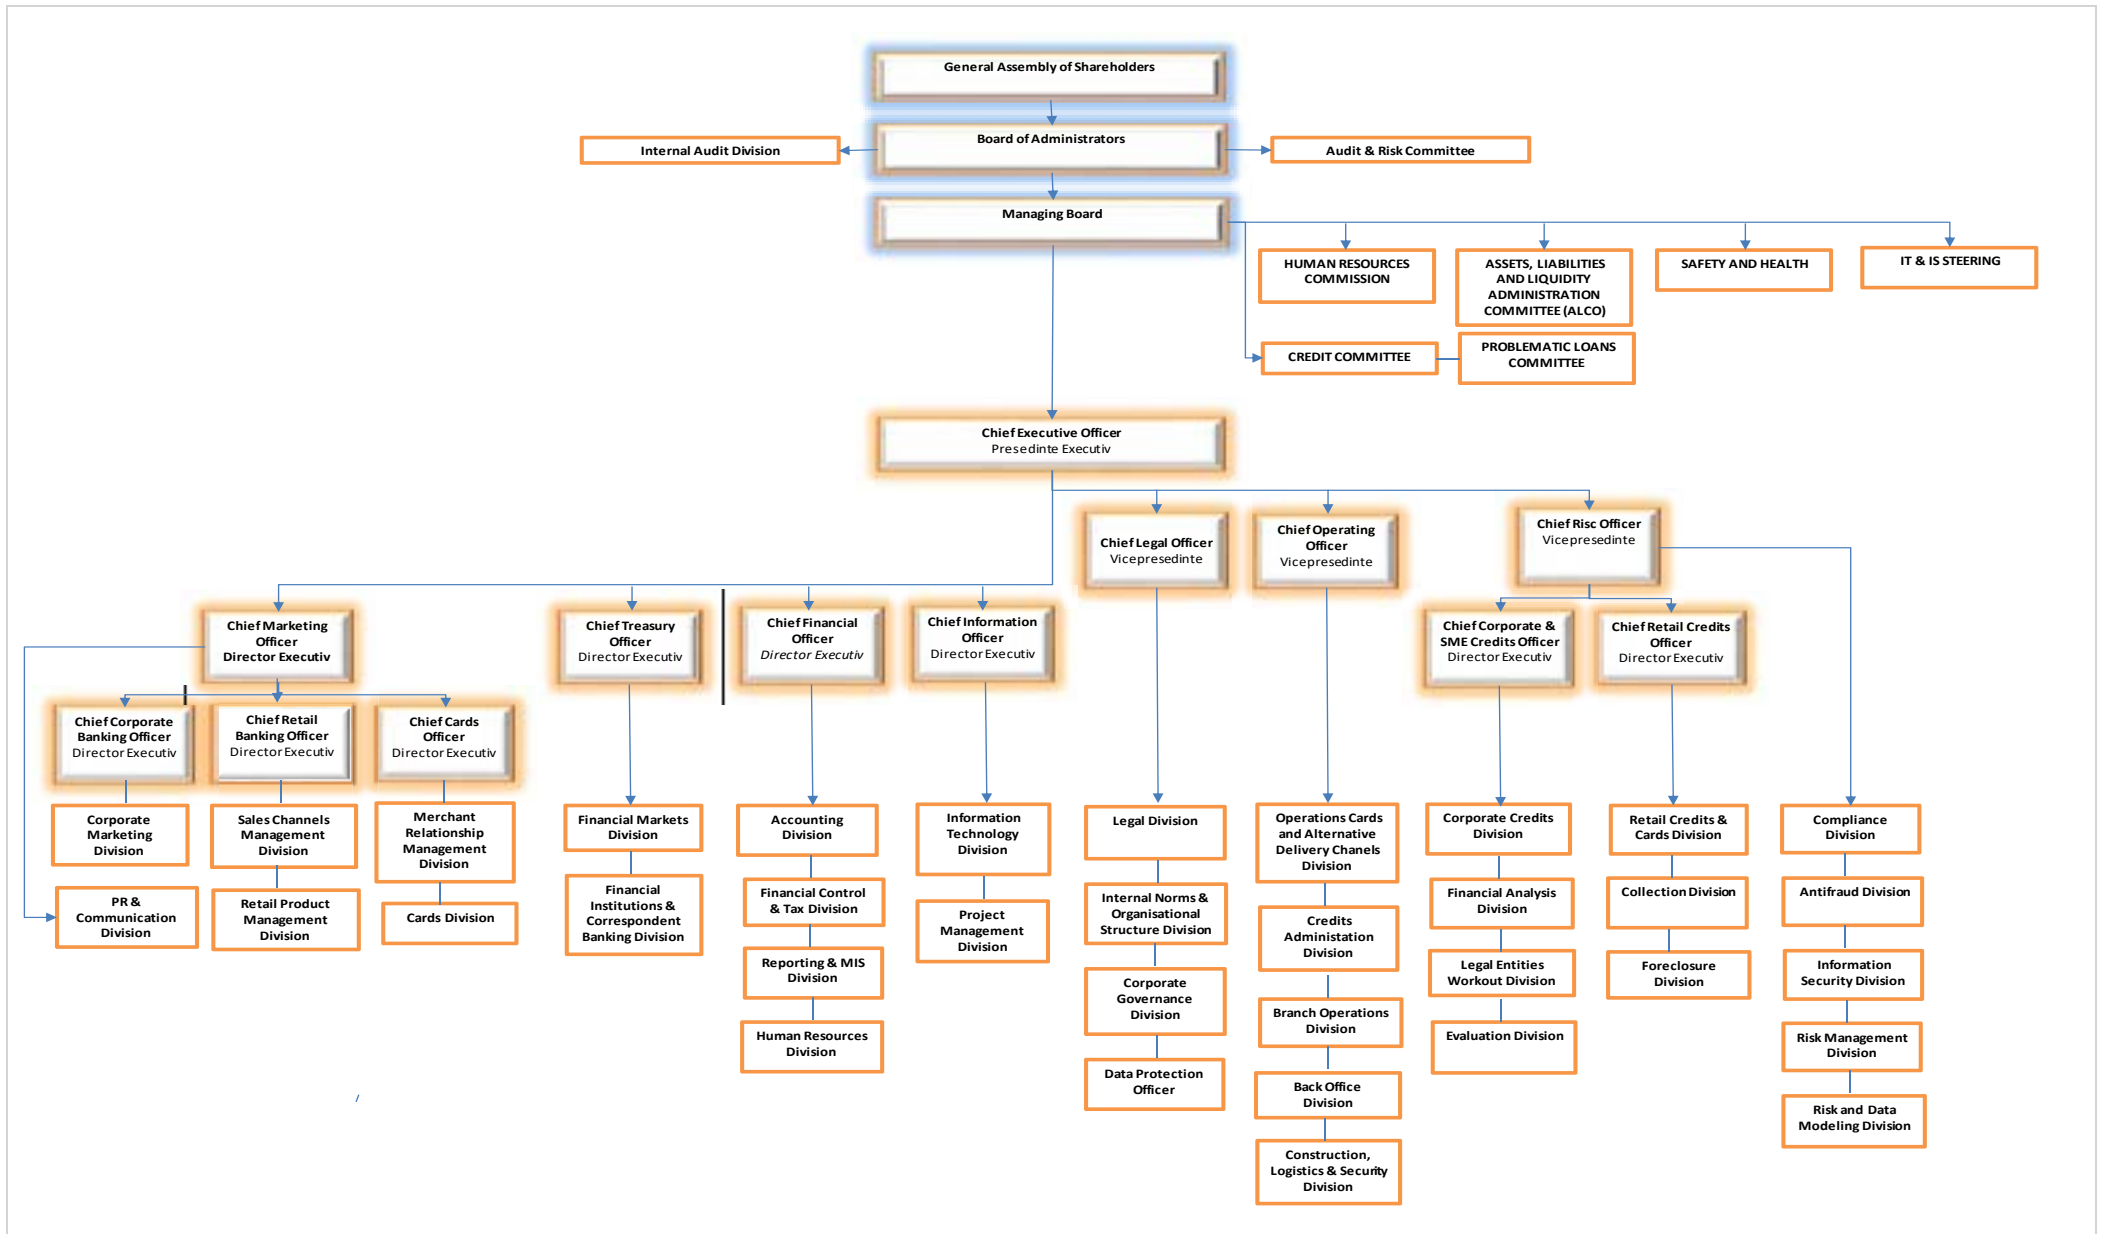 General Assembly of Shareholders
Board of Administrators
Internal Audit Division
Audit & Risk Committee
Managing Board
HUMAN RESOURCES
COMMISSION
ASSETS, LIABILITIES
AND LIQUIDITY
ADMINISTRATION
COMMITTEE (ALCO)
SAFETY AND HEALTH
IT & IS STEERING
CREDIT COMMITTEE
PROBLEMATIC LOANS
COMMITTEE
Chief Executive Officer
Presedinte Executiv
Chief Legal Officer
Vicepresedinte
Chief Operating
Officer
Vicepresedinte
Chief Risc Officer
Vicepresedinte
Chief Marketing
Officer
Director Executiv
Chief Treasury
Officer
Director Executiv
Chief Financial
Officer
Director Executiv
Chief Information
Officer
Director Executiv
Chief Corporate &
SME Credits Officer
Director Executiv
Chief Retail Credits
Officer
Director Executiv
Chief Corporate
Banking Officer
Director Executiv
Chief Retail
Banking Officer
Director Executiv
Chief Cards
Officer
Director Executiv
Corporate
Marketing
Division
PR &
Communication
Division
Sales Channels
Management
Division
Retail Product
Management
Division
Merchant
Relationship
Management
Division
Cards Division
Financial Markets
Division
Financial
Institutions &
Correspondent
Banking Division
Accounting
Division
Financial Control
& Tax Division
Reporting & MIS
Division
Human Resources
Division
Information
Technology
Division
Project
Management
Division
Legal Division
Internal Norms &
Organisational
Structure Division
Corporate
Governance
Division
Data Protection
Officer
Operations Cards
and Alternative
Delivery Chanels
Division
Credits
Administation
Division
Branch Operations
Division
Back Office
Division
Construction,
Logistics & Security
Division
Corporate Credits
Division
Financial Analysis
Division
Legal Entities
Workout Division
Evaluation Division
Retail Credits &
Cards Division
Collection Division
Foreclosure
Division
Compliance
Division
Antifraud Division
Information
Security Division
Risk Management
Division
Risk and Data
Modeling Division